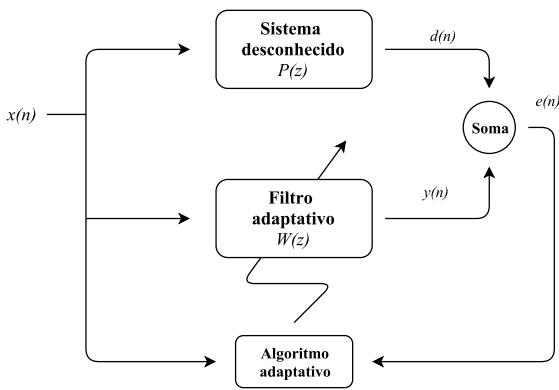 Sistema
desconhecido
P(z)
d(n)
e(n)
x(n)
Soma
Filtro
adaptativo
W(z)
y(n)
Algoritmo
adaptativo